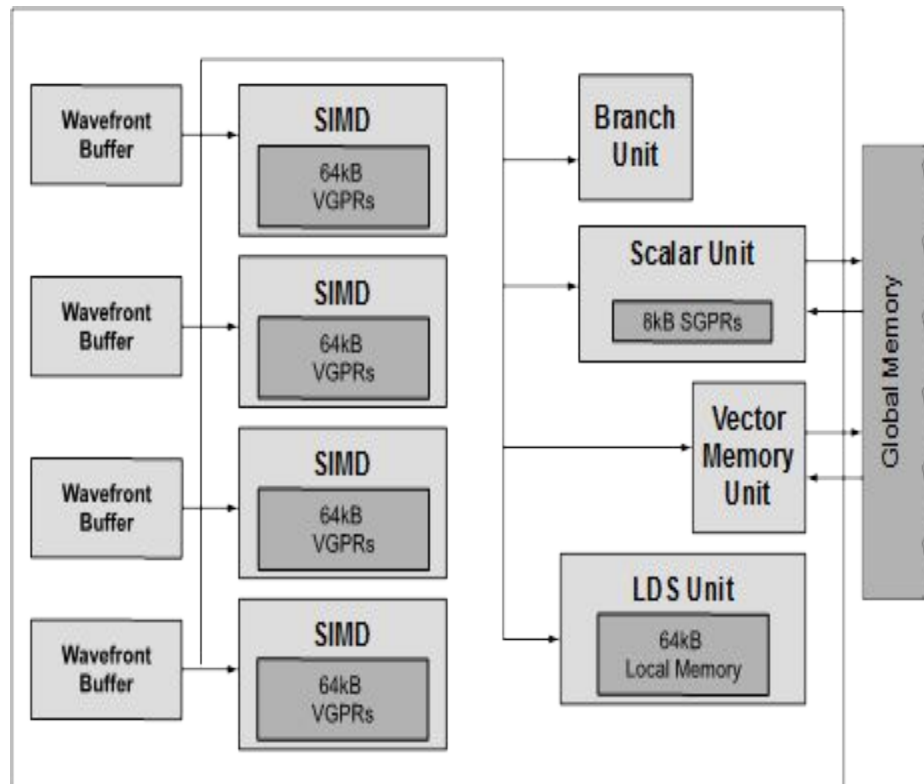 Wavefront
Buffer
SIMD
64kB
VGPRs
Wavefront
Buffer
SIMD
64kB
VGPRs
Wavefront
Buffer
SIMD
64kB
VGPRs
Wavefront
Buffer
SIMD
64kB
VGPRs
Branch
Unit
Scalar Unit
8kB SGPRs
Vector
Memory
Unit
LDS Unit
64kB
Local Memory
Global Memory